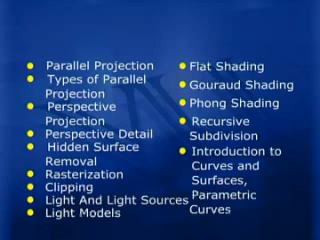 Parallel Projection
Types of Parallel
Projection
Perspective
Projection
Perspective Detail
Hidden Surface
Removal
Rasterization
Clipping
Light And Light Sources
Light Models
Flat Shading
Gouraud Shading
Phong Shading
Recursive
Subdivision
Introduction to
Curves and
Surfaces,
Parametric
Curves